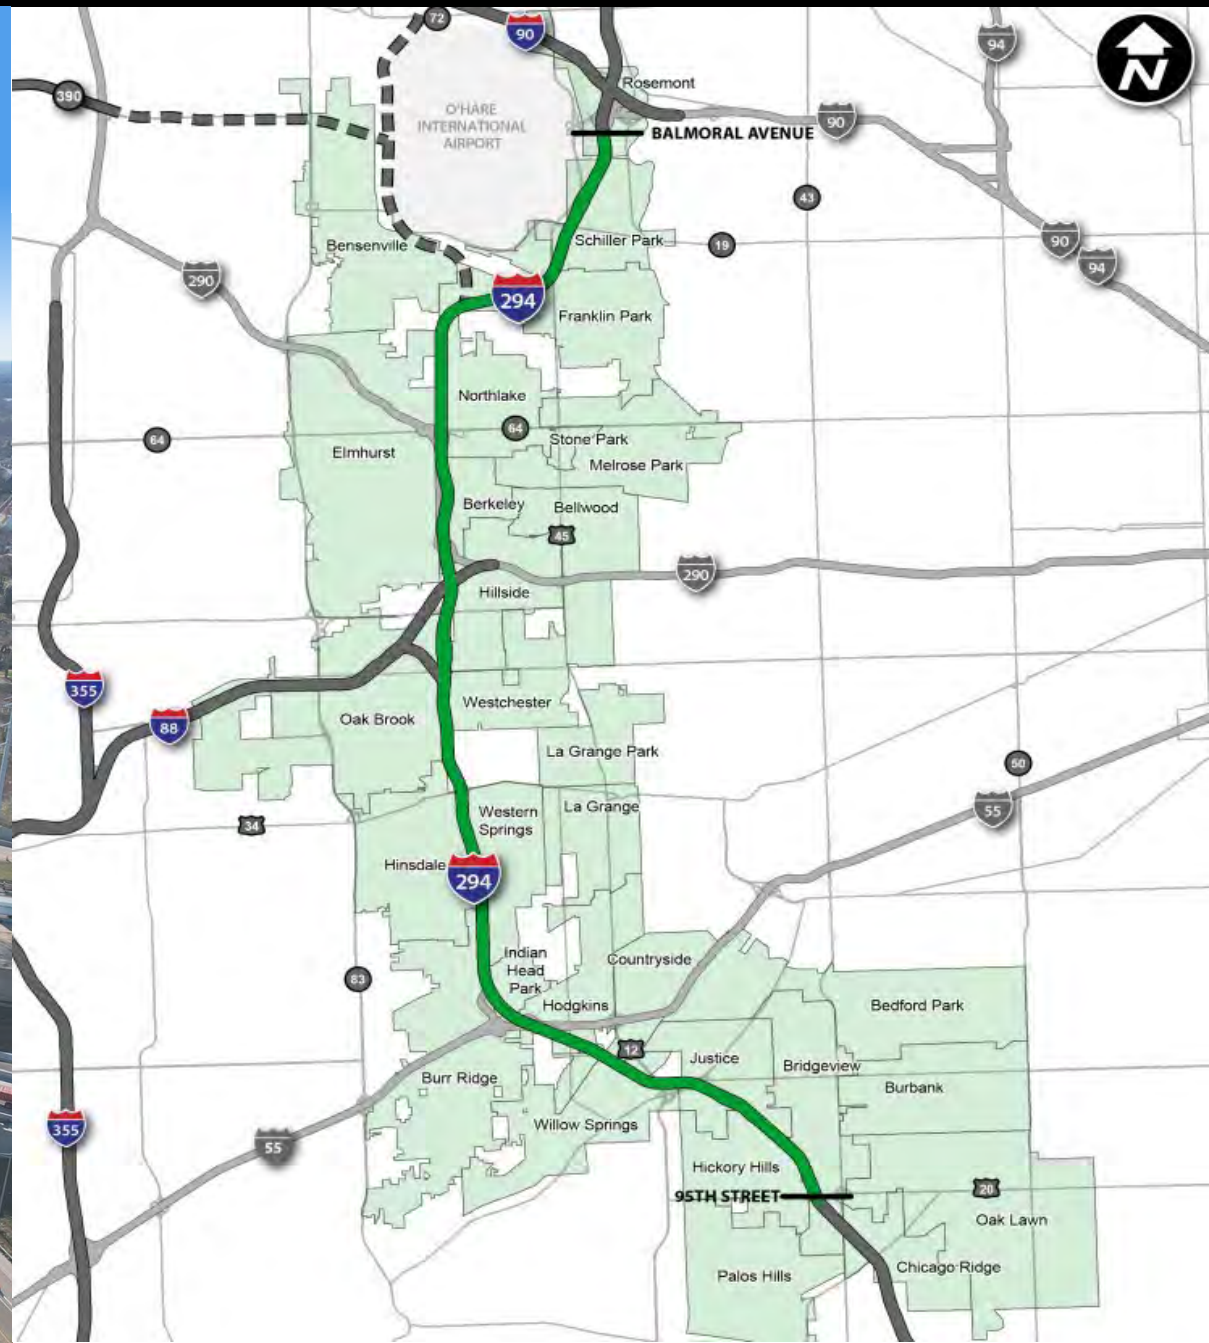 72
90
94
N
390
Rosemont
O'HARE
INTERNATIONAL
AIRPORT
90
BALMORAL AVENUE
43
Bensenville
Schiller Park
19
90
94
290
294
Franklin Park
Northlake
64
64
Stone Park
Elmhurst
Melrose Park
Berkeley
Bellwood
45
290
Hillside
355
Westchester
88
Oak Brook
La Grange Park
50
34
Western
Springs
La Grange
55
Hinsdale
294
Indian
Head
Park
Countryside
83
Hodgkins
Bedford Park
12
Justice
Bridgeview
Burr Ridge
Burbank
355
55
Willow Springs
Hickory Hills
95TH STREET
20
Oak Lawn
Chicago Ridge
Palos Hills